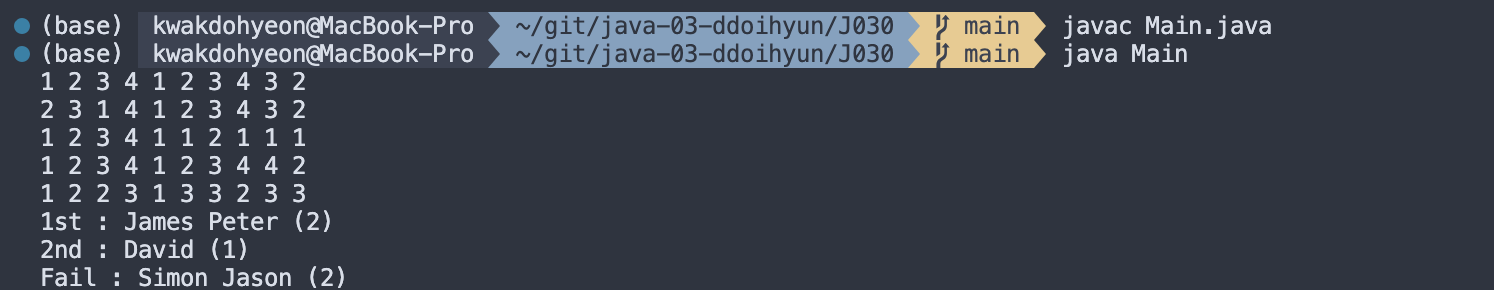 (base) kwakdohyeon@MacBook-Pro ~/git/java-03-ddoihyun/J030 main javac Main.java
(base) kwakdohyeon@MacBook-Pro ~/git/java-03-ddoihyun/J030 main java Main
1 2 3 4 1 2 3 4 3 2
2 3 1 4 1 2 3 4 3 2
1 2 3 4 1 1 2 1 1 1
1 2 3 4 1 2 3 4 4 2
1 2 2 3 1 3 3 2 3 3
1st : James Peter (2)
2nd : David (1)
Fail : Simon Jason (2)